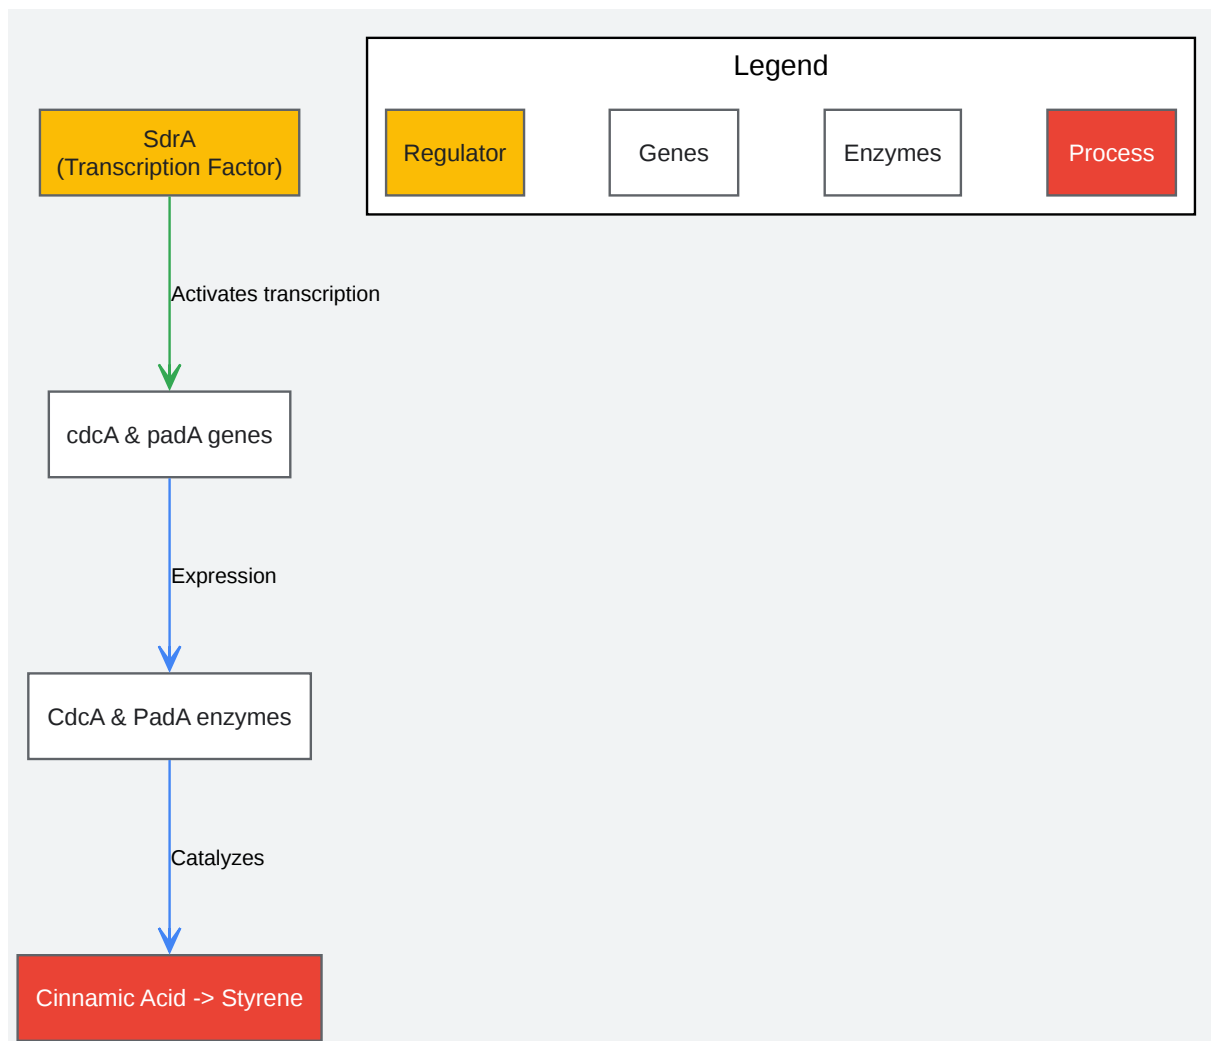 Legend
Regulator
Genes
Enzymes
Process
SdrA
(Transcription Factor)
Activates transcription
cdcA & padA genes
Expression
CdcA & PadA enzymes
Catalyzes
Cinnamic Acid -> Styrene